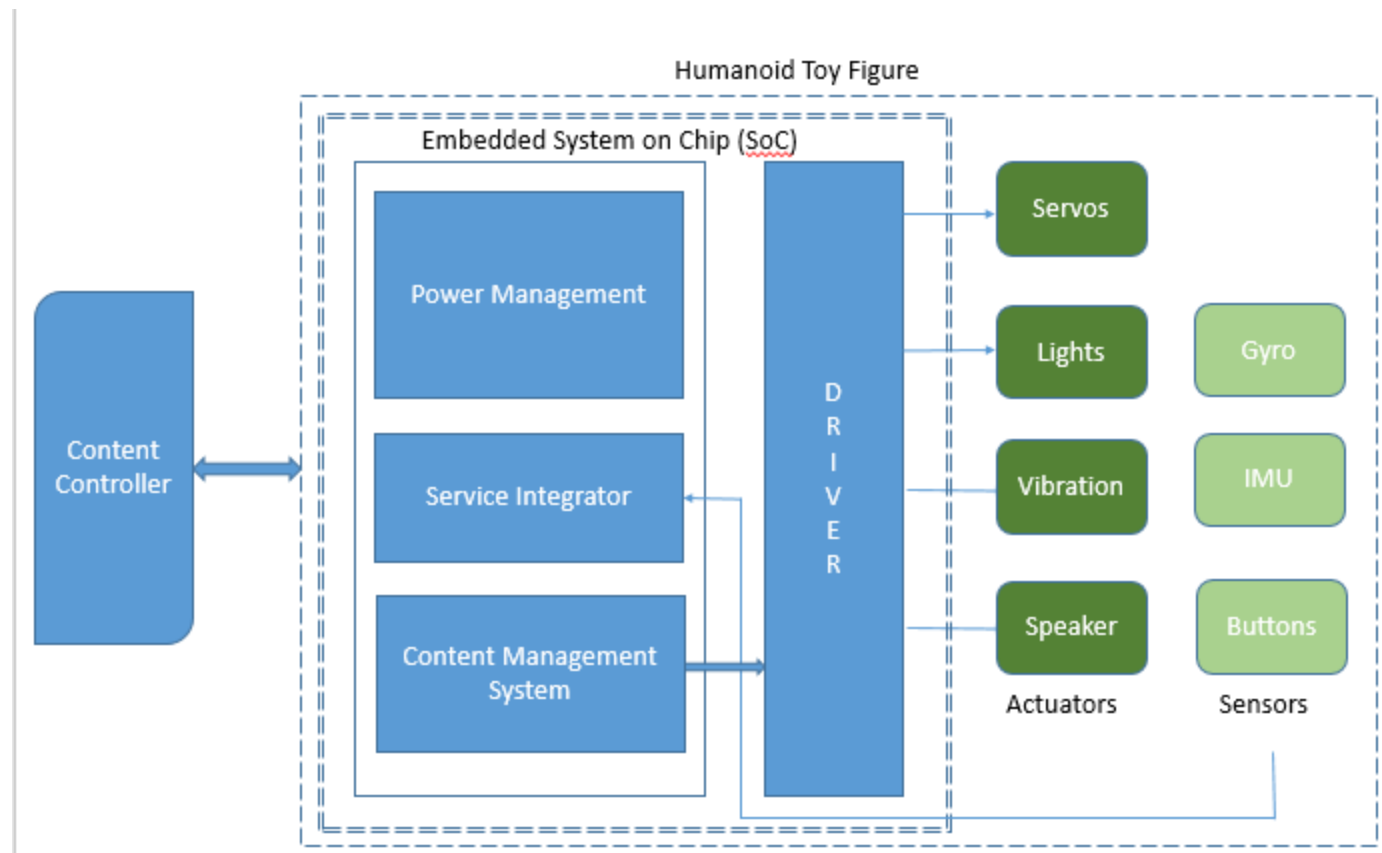 Humanoid Toy Figure
Embedded System on Chip (SoC)
Power Management
Service Integrator
Content Management
System
Content
Controller
D
R
I
V
E
R
Servos
Lights
Vibration
Speaker
Actuators
Gyro
IMU
Buttons
Sensors